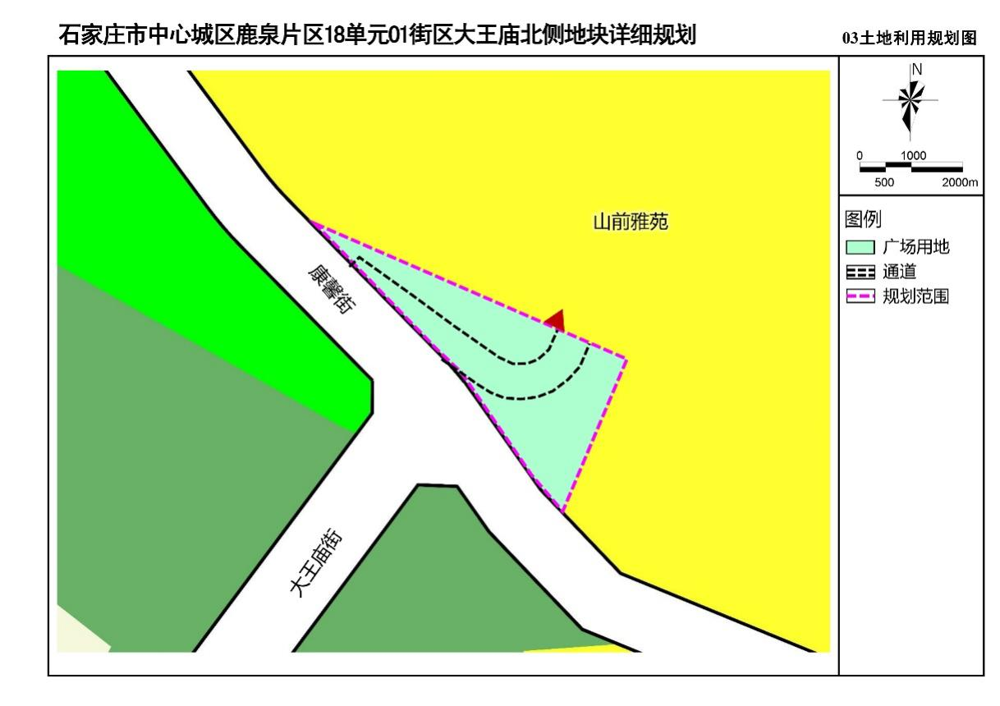 石家庄市中心城区鹿泉片区18单元01街区大王庙北侧地块详细规划
03土地利用规划图
N
0 1000
500 2000m
山前雅苑
图例
广场用地
通道
规划范围
康馨街
大王庙街